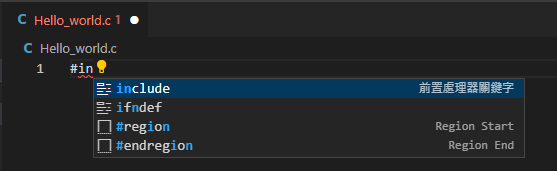 C Hello_world.c 1
C Hello_world.c
1 #in
include 前置處理器關鍵字
ifndef
#region Region Start
#endregion Region End